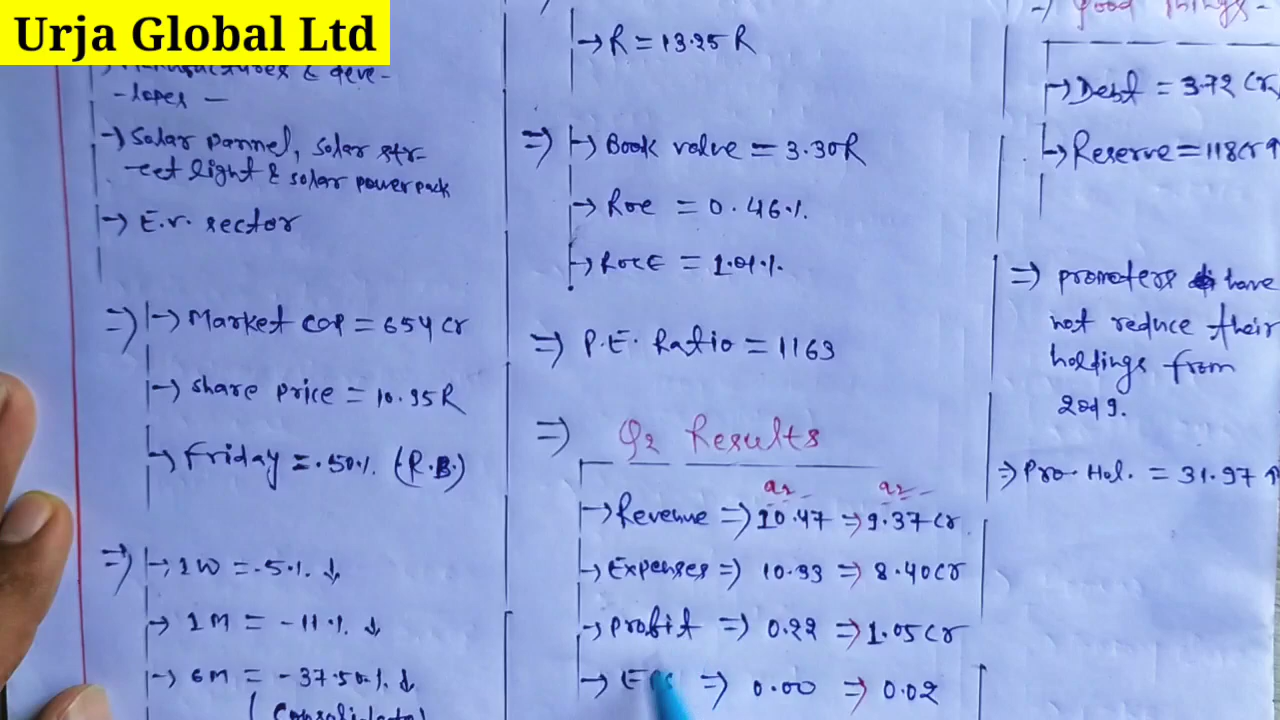 Urja Global Ltd
-lopes -
→ Solar pannel, solar str-
-eet light & solar power pack
→ E.v. sector
⇒ → Market cap = 654 cr
→ share price = 10.95 R
→ Friday = .50%. (R.B.)
⇒ → 1W = -5%. ↓
→ 1M = -11%. ↓
→ 6M = -37.50%. ↓
→ R = 13.25 R
⇒ → Book value = 3.30R
→ Roe = 0.46%.
→ RocE = 1.01%.
⇒ P.E. Ratio = 1163
⇒ Q2 Results
Q1 - Q2 -
→ Revenue ⇒ 10.47 ⇒ 9.37 cr
→ Expenses ⇒ 10.33 ⇒ 8.40 cr
→ profit ⇒ 0.22 ⇒ 1.05 cr
→ ⇒ 0.00 ⇒ 0.02
→ Good things -
→ Debt = 3.72 Cr
→ Reserve = 118 cr ↑
⇒ promoters have
not reduce their
holdings from
2019.
⇒ Pro. Hol. = 31.97